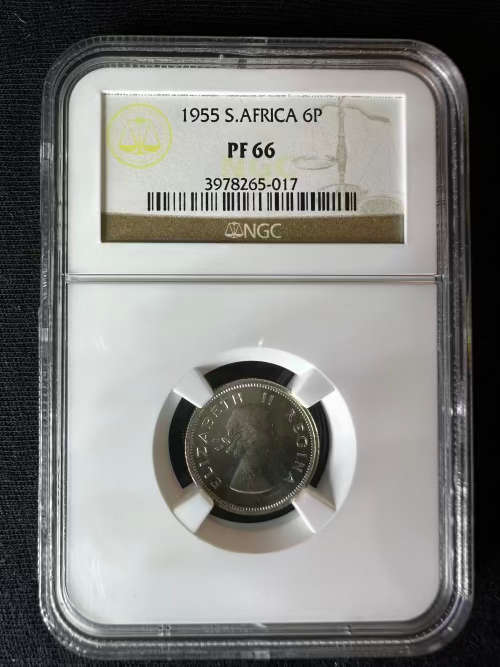 1955 S.AFRICA 6P
PF 66
3978265-017
NGC
ELIZABETH II REGINA